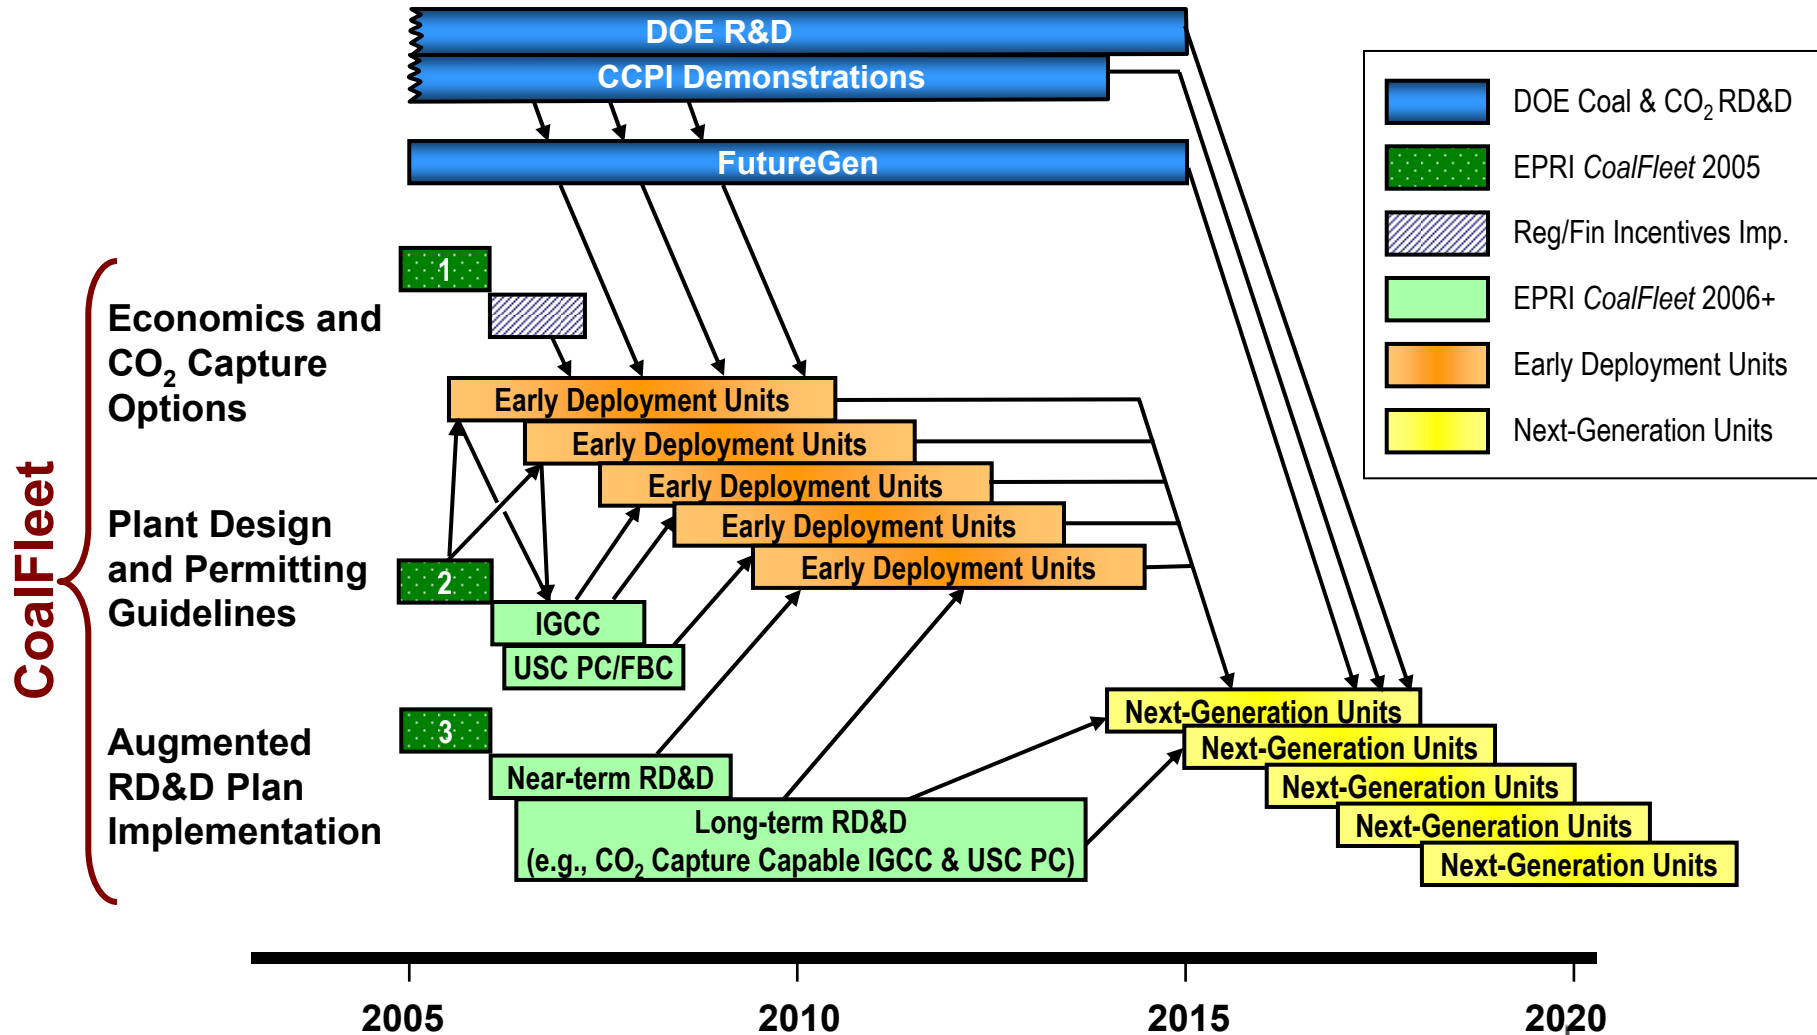 DOE R&D
CCPI Demonstrations
FutureGen
DOE Coal & CO₂ RD&D
EPRI CoalFleet 2005
Reg/Fin Incentives Imp.
EPRI CoalFleet 2006+
Early Deployment Units
Next-Generation Units
CoalFleet
Economics and
CO₂ Capture
Options
1
Early Deployment Units
Early Deployment Units
Early Deployment Units
Early Deployment Units
Early Deployment Units
Plant Design
and Permitting
Guidelines
2
IGCC
USC PC/FBC
Augmented
RD&D Plan
Implementation
3
Near-term RD&D
Long-term RD&D
(e.g., CO₂ Capture Capable IGCC & USC PC)
Next-Generation Units
Next-Generation Units
Next-Generation Units
Next-Generation Units
Next-Generation Units
2005 2010 2015 2020